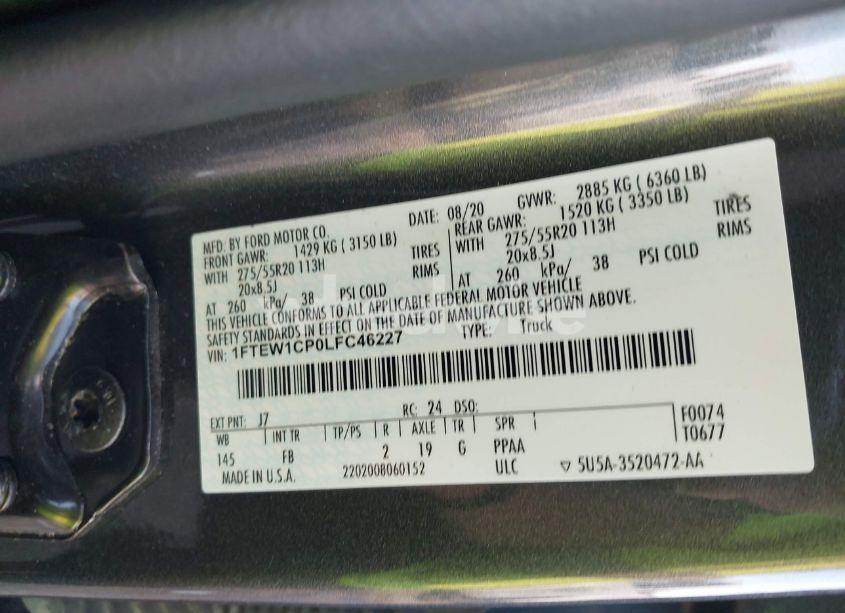 MFD. BY FORD MOTOR CO. DATE: 08/20 GVWR: 2885 KG ( 6360 LB)
FRONT GAWR: 1429 KG ( 3150 LB) REAR GAWR: 1520 KG ( 3350 LB)
WITH 275/55R20 113H TIRES WITH 275/55R20 113H TIRES
20x8.5J RIMS 20x8.5J RIMS
AT 260 kPa/ 38 PSI COLD AT 260 kPa/ 38 PSI COLD
THIS VEHICLE CONFORMS TO ALL APPLICABLE FEDERAL MOTOR VEHICLE
SAFETY STANDARDS IN EFFECT ON THE DATE OF MANUFACTURE SHOWN ABOVE.
VIN: 1FTEW1CP0LFC46227 TYPE: Truck
EXT PNT: J7 RC: 24 DSO: F0074
WB INT TR TP/PS R AXLE TR SPR T0677
145 FB 2 19 G PPAA
MADE IN U.S.A. 2202008060152 ULC ▽ 5U5A-3520472-AA